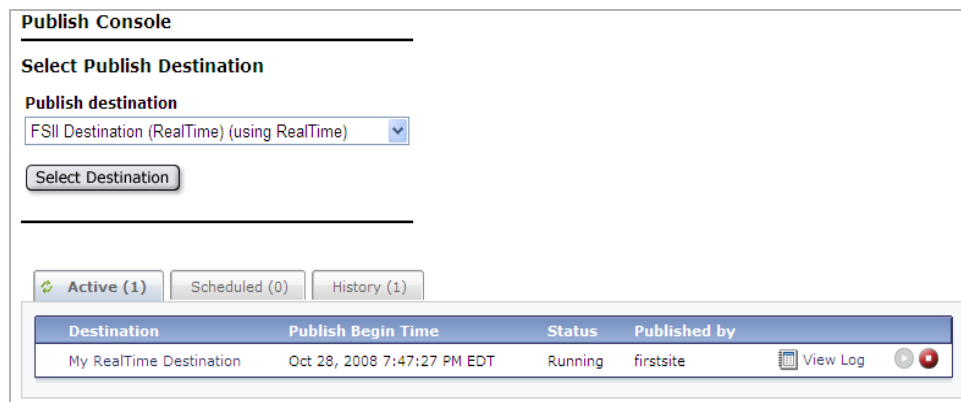 Publish Console
Select Publish Destination
Publish destination
FSII Destination (RealTime) (using RealTime)
Select Destination
Active (1) Scheduled (0) History (1)
Destination Publish Begin Time Status Published by
My RealTime Destination Oct 28, 2008 7:47:27 PM EDT Running firstsite View Log